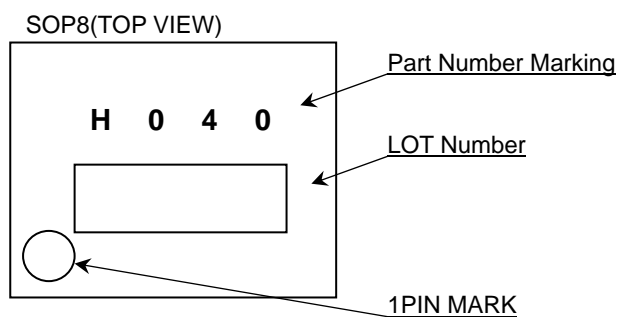 SOP8(TOP VIEW)
Part Number Marking
H 0 4 0
LOT Number
1PIN MARK